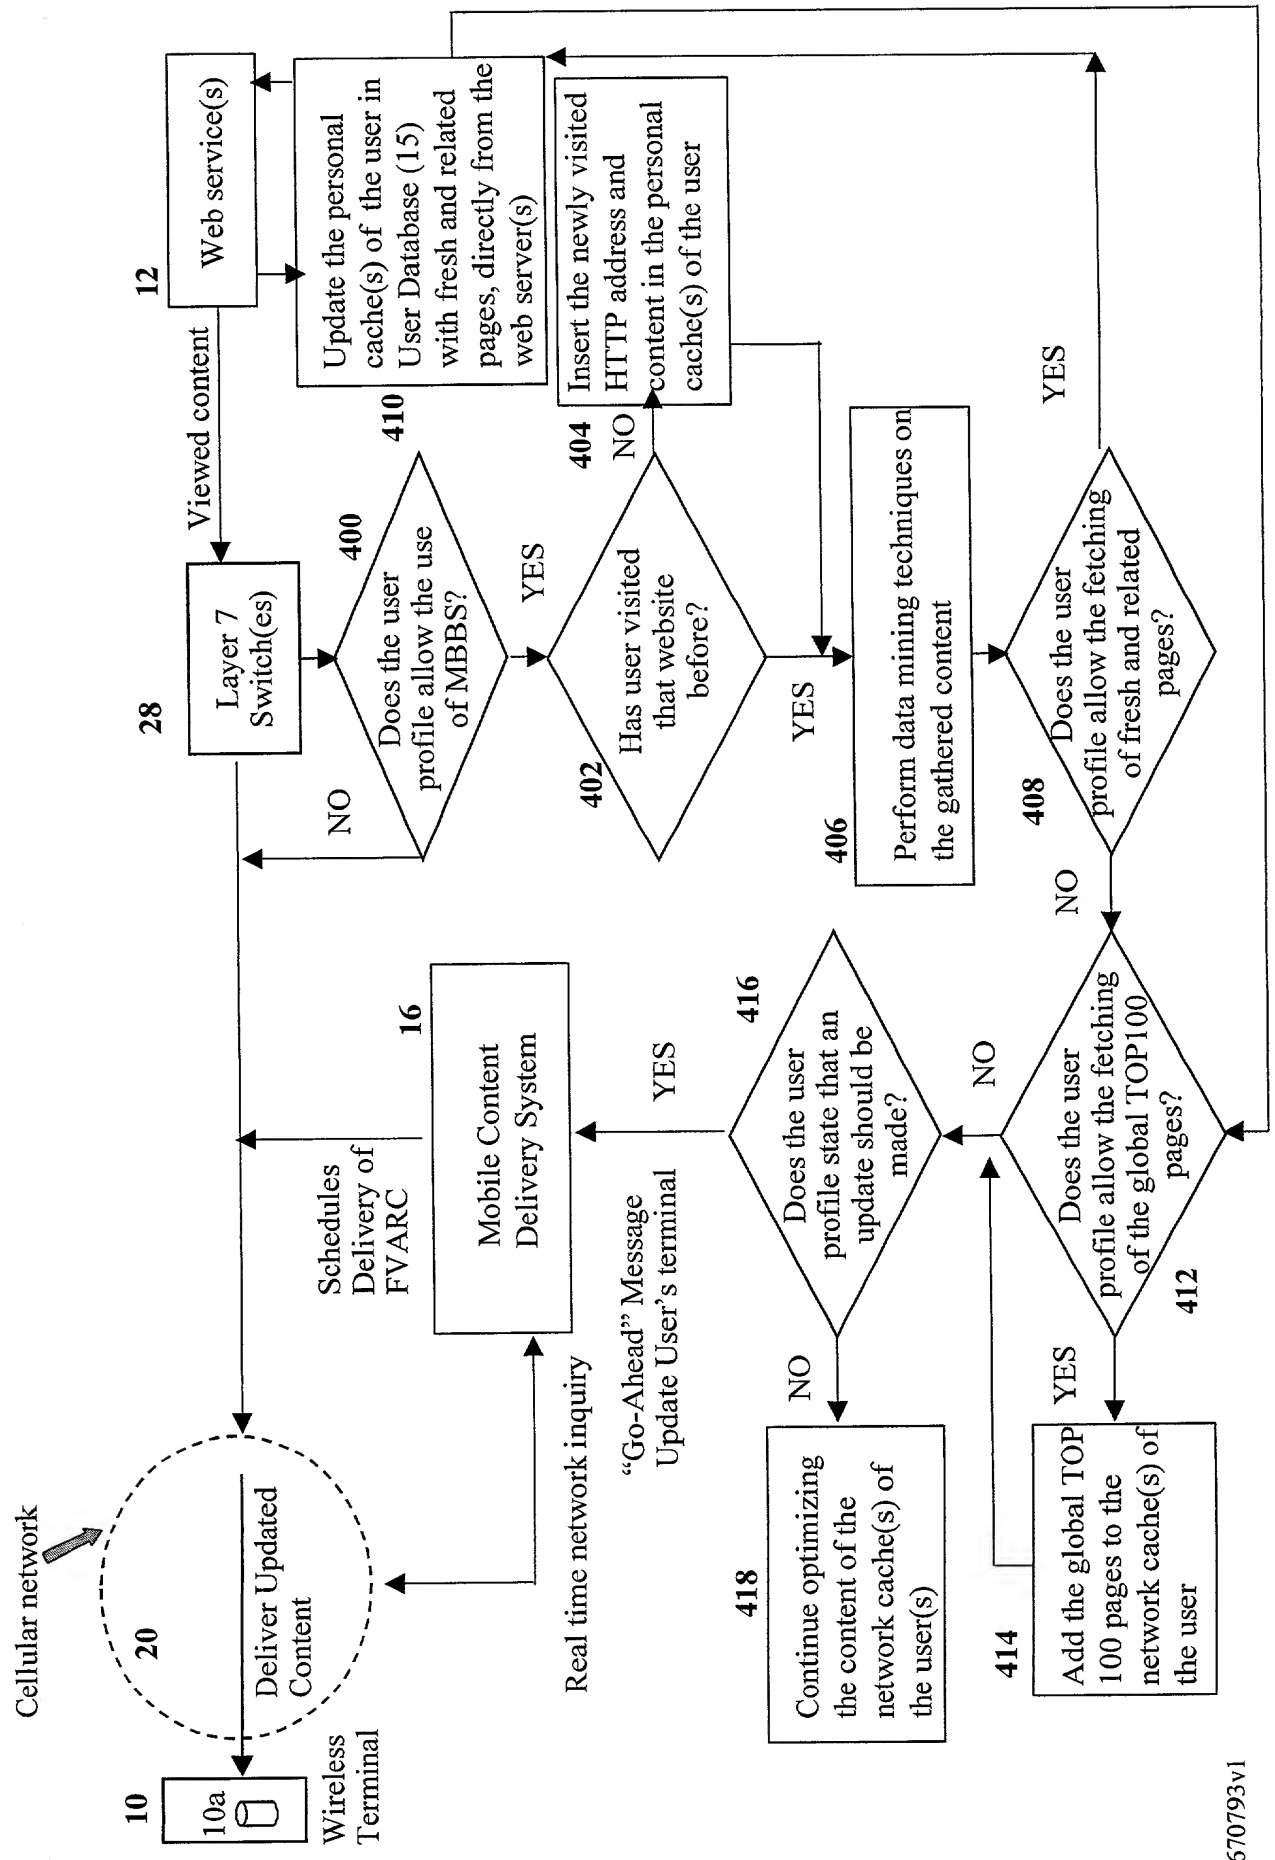 Cellular network
10
10a
Wireless
Terminal
20
Deliver Updated
Content
Viewed content
12
Web service(s)
28
Layer 7
Switch(es)
410
Update the personal
cache(s) of the user in
User Database (15)
with fresh and related
pages, directly from the
web server(s)
NO
400
Does the user
profile allow the use
of MBBS?
YES
404
Insert the newly visited
HTTP address and
content in the personal
cache(s) of the user
NO
402
Has user visited
that website
before?
YES
Schedules
Delivery of
FVARC
16
Mobile Content
Delivery System
Real time network inquiry
“Go-Ahead” Message
Update User’s terminal
YES
406
Perform data mining techniques on
the gathered content
416
Does the user
profile state that an
update should be
made?
NO
418
Continue optimizing
the content of the
network cache(s) of
the user(s)
408
Does the user
profile allow the fetching
of fresh and related
pages?
YES
NO
NO
412
Does the user
profile allow the fetching
of the global TOP100
pages?
YES
414
Add the global TOP
100 pages to the
network cache(s) of
the user
670793v1